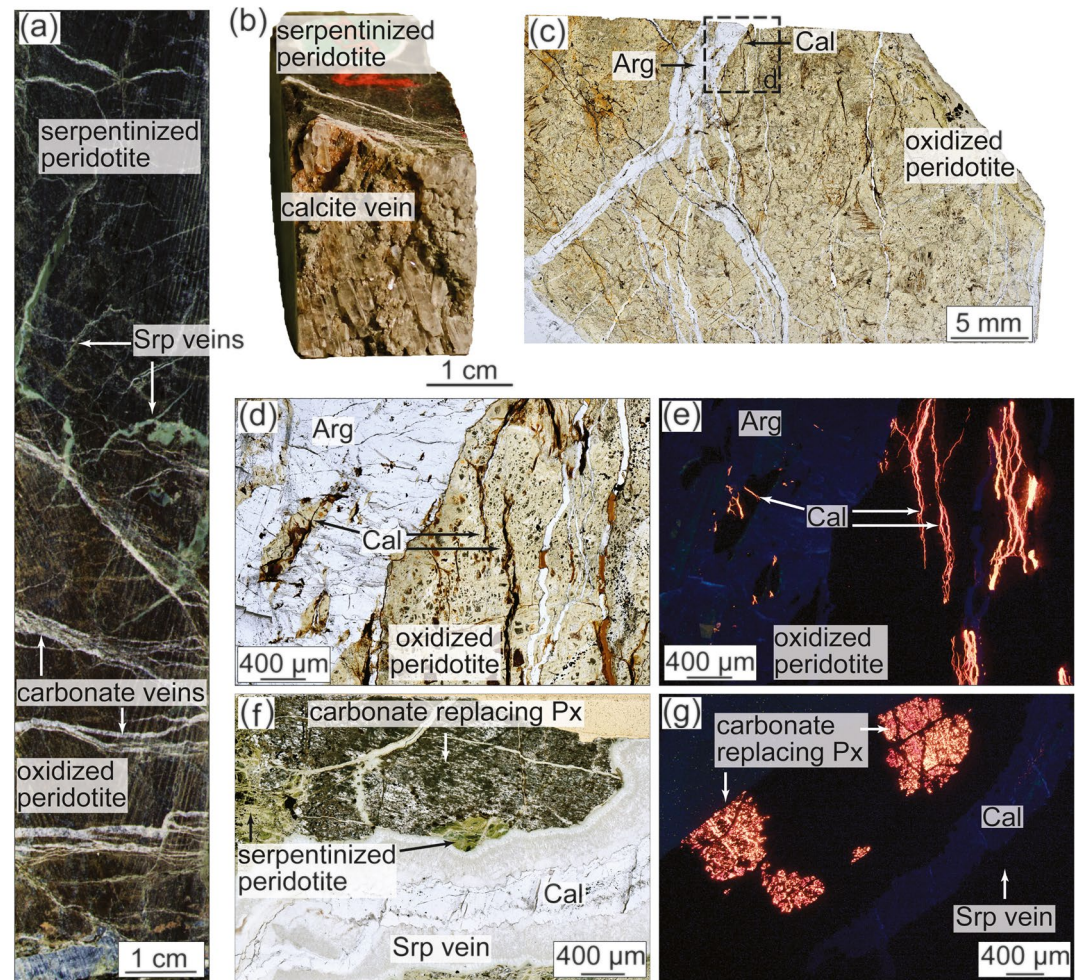 (a)
serpentinized
peridotite
Srp veins
carbonate veins
oxidized
peridotite
1 cm
(b)
serpentinized
peridotite
calcite vein
1 cm
(c)
Arg
Cal
d
oxidized
peridotite
5 mm
(d)
Arg
Cal
oxidized
peridotite
400 µm
(e)
Arg
Cal
oxidized
peridotite
400 µm
(f)
carbonate replacing Px
serpentinized
peridotite
Cal
Srp vein
400 µm
(g)
carbonate
replacing Px
Cal
Srp vein
400 µm